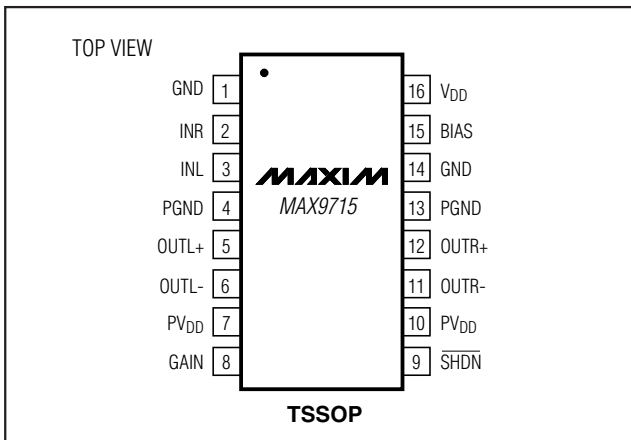 TOP VIEW
GND 1
INR 2
INL 3
PGND 4
OUTL+ 5
OUTL- 6
PVDD 7
GAIN 8
MAXIM
MAX9715
16 VDD
15 BIAS
14 GND
13 PGND
12 OUTR+
11 OUTR-
10 PVDD
9 SHDN
TSSOP